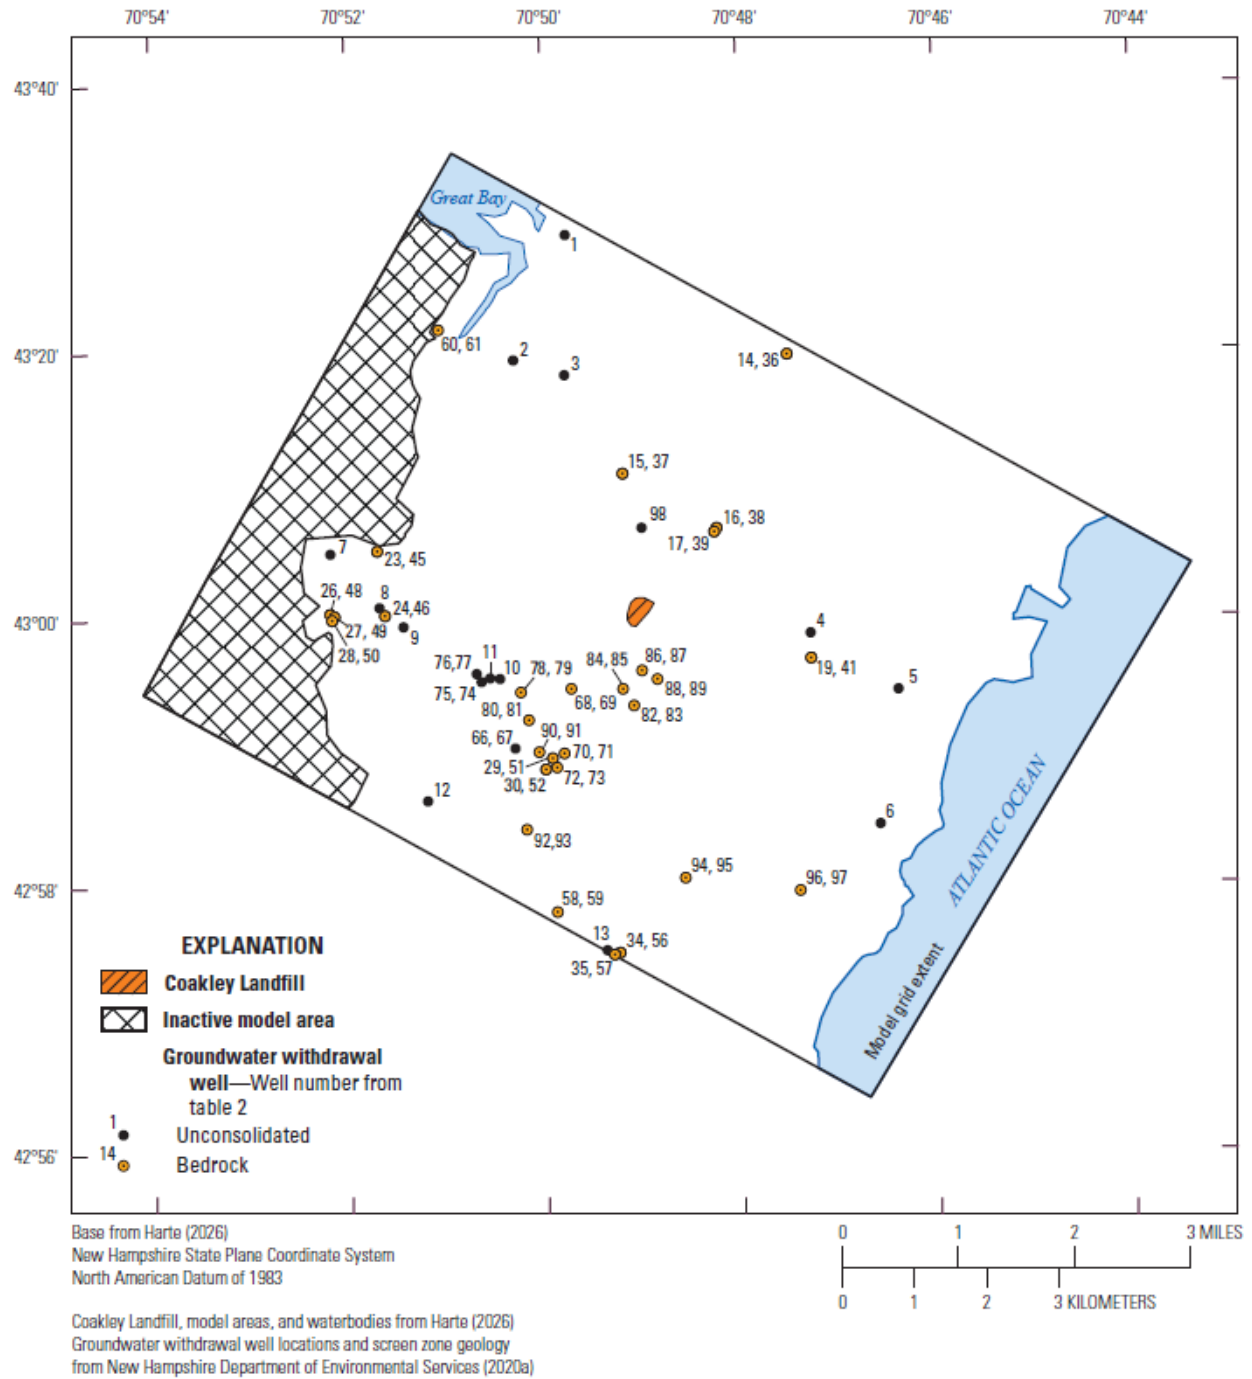 70°54' 70°52' 70°50' 70°48' 70°46' 70°44'
43°40'
Great Bay
1
43°20'
60, 61
2
3
14, 36
15, 37
98
16, 38
17, 39
7
23, 45
26, 48
8
24,46
43°00'
27, 49
9
28, 50
4
19, 41
5
76,77
11
10
78, 79
84, 85
86, 87
75, 74
88, 89
68, 69
80, 81
82, 83
66, 67
90, 91
70, 71
29, 51
72, 73
30, 52
12
6
92,93
94, 95
96, 97
42°58'
58, 59
13
34, 56
35, 57
ATLANTIC OCEAN
Model grid extent
EXPLANATION
Coakley Landfill
Inactive model area
Groundwater withdrawal
well—Well number from
table 2
1
Unconsolidated
14
Bedrock
42°56'
Base from Harte (2026)
New Hampshire State Plane Coordinate System
North American Datum of 1983
0 1 2 3 MILES
0 1 2 3 KILOMETERS
Coakley Landfill, model areas, and waterbodies from Harte (2026)
Groundwater withdrawal well locations and screen zone geology
from New Hampshire Department of Environmental Services (2020a)